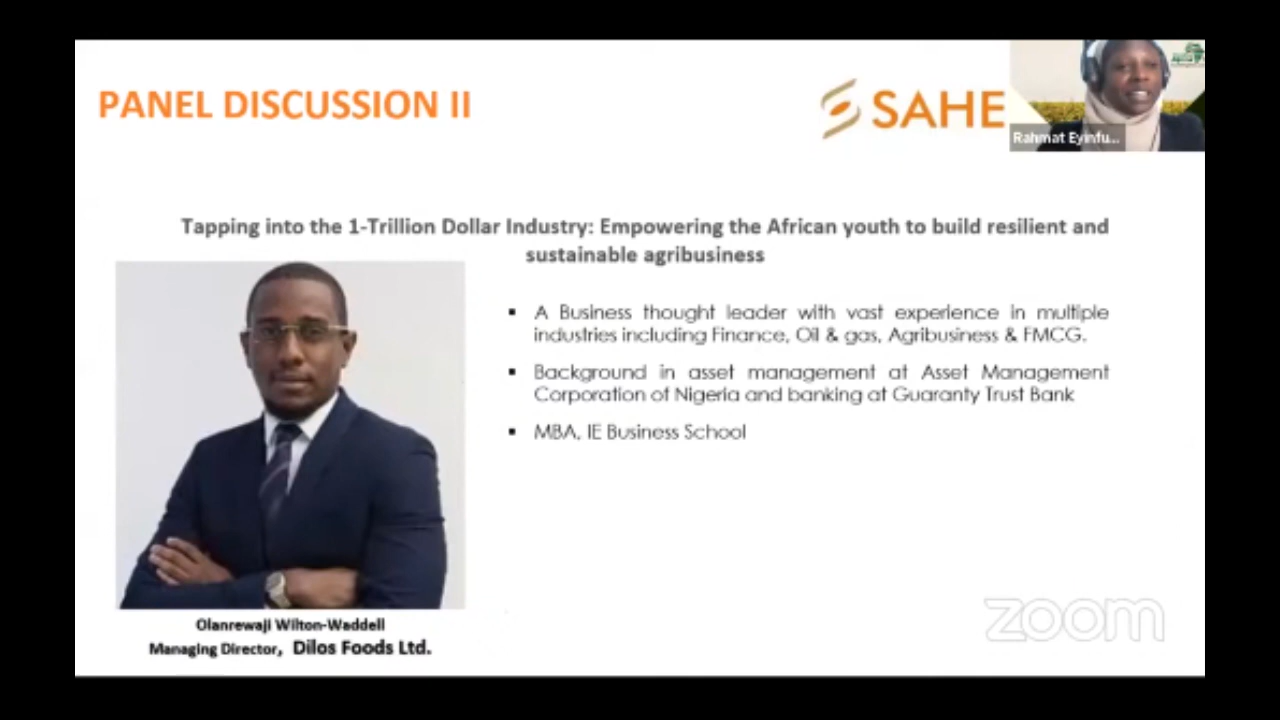 PANEL DISCUSSION II
SAHE
Rahmat Eyinfu...
Tapping into the 1-Trillion Dollar Industry: Empowering the African youth to build resilient and
sustainable agribusiness
▪ A Business thought leader with vast experience in multiple
industries including Finance, Oil & gas, Agribusiness & FMCG.
▪ Background in asset management at Asset Management
Corporation of Nigeria and banking at Guaranty Trust Bank
▪ MBA, IE Business School
Olanrewaji Wilton-Waddell
Managing Director, Dilos Foods Ltd.
zoom